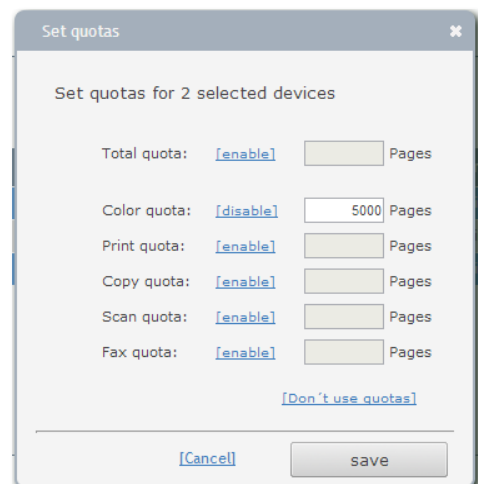 Set quotas
Set quotas for 2 selected devices
Total quota: [enable] Pages
Color quota: [disable] 5000 Pages
Print quota: [enable] Pages
Copy quota: [enable] Pages
Scan quota: [enable] Pages
Fax quota: [enable] Pages
[Don´t use quotas]
[Cancel] save